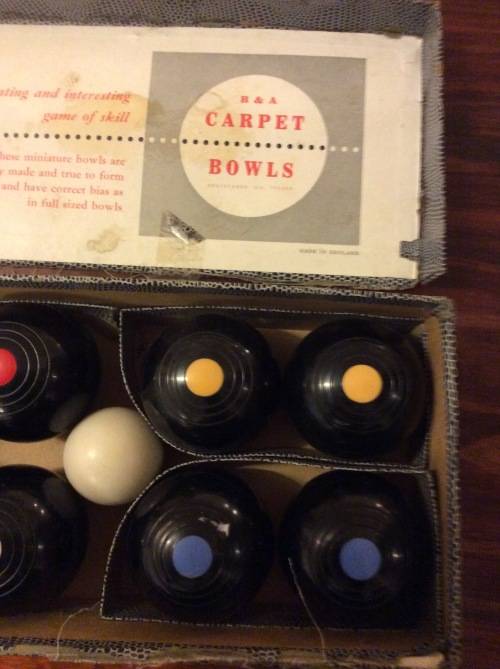 ating and interesting
game of skill
hese miniature bowls are
y made and true to form
and have correct bias as
in full sized bowls
B & A
CARPET
BOWLS
MADE IN ENGLAND